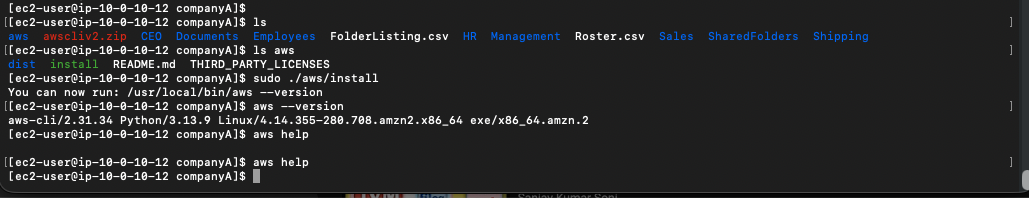 [ec2-user@ip-10-0-10-12 companyA]$
[[ec2-user@ip-10-0-10-12 companyA]$ ls ]
aws awscliv2.zip CEO Documents Employees FolderListing.csv HR Management Roster.csv Sales SharedFolders Shipping
[[ec2-user@ip-10-0-10-12 companyA]$ ls aws ]
dist install README.md THIRD_PARTY_LICENSES
[ec2-user@ip-10-0-10-12 companyA]$ sudo ./aws/install
You can now run: /usr/local/bin/aws --version
[[ec2-user@ip-10-0-10-12 companyA]$ aws --version ]
aws-cli/2.31.34 Python/3.13.9 Linux/4.14.355-280.708.amzn2.x86_64 exe/x86_64.amzn.2
[ec2-user@ip-10-0-10-12 companyA]$ aws help
[[ec2-user@ip-10-0-10-12 companyA]$ aws help ]
[ec2-user@ip-10-0-10-12 companyA]$
Sanjay Kumar Soni